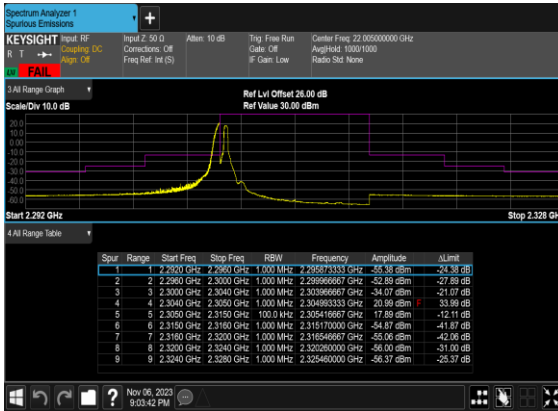 Spectrum Analyzer 1
Spurious Emissions
+
KEYSIGHT Input: RF Input Z: 50 Ω Atten: 10 dB Trig: Free Run Center Freq: 22.005000000 GHz
R T Coupling: DC Corrections: Off Gate: Off Avg|Hold: 1000/1000
Align: Off Freq Ref: Int (S) IF Gain: Low Radio Std: None
LNI FAIL
3 All Range Graph Ref Lvl Offset 26.00 dB
Scale/Div 10.0 dB Ref Value 30.00 dBm
20.0
10.0
0.00
-10.0
-20.0
-30.0
-40.0
-50.0
-60.0
Start 2.292 GHz Stop 2.328 GH
4 All Range Table
Spur Range Start Freq Stop Freq RBW Frequency Amplitude ΔLimit
1 1 2.2920 GHz 2.2960 GHz 1.000 MHz 2.295873333 GHz -55.38 dBm -24.38 dB
2 2 2.2960 GHz 2.3000 GHz 1.000 MHz 2.299966667 GHz -52.89 dBm -27.89 dB
3 3 2.3000 GHz 2.3040 GHz 1.000 MHz 2.303966667 GHz -34.07 dBm -21.07 dB
4 4 2.3040 GHz 2.3050 GHz 1.000 MHz 2.304993333 GHz 20.99 dBm F 33.99 dB
5 5 2.3050 GHz 2.3150 GHz 100.0 kHz 2.305416667 GHz 17.89 dBm -12.11 dB
6 6 2.3150 GHz 2.3160 GHz 1.000 MHz 2.315170000 GHz -54.87 dBm -41.87 dB
7 7 2.3160 GHz 2.3200 GHz 1.000 MHz 2.316546667 GHz -55.06 dBm -42.06 dB
8 8 2.3200 GHz 2.3240 GHz 1.000 MHz 2.320260000 GHz -56.00 dBm -31.00 dB
9 9 2.3240 GHz 2.3280 GHz 1.000 MHz 2.325460000 GHz -56.37 dBm -25.37 dB
? Nov 06, 2023
9:03:42 PM